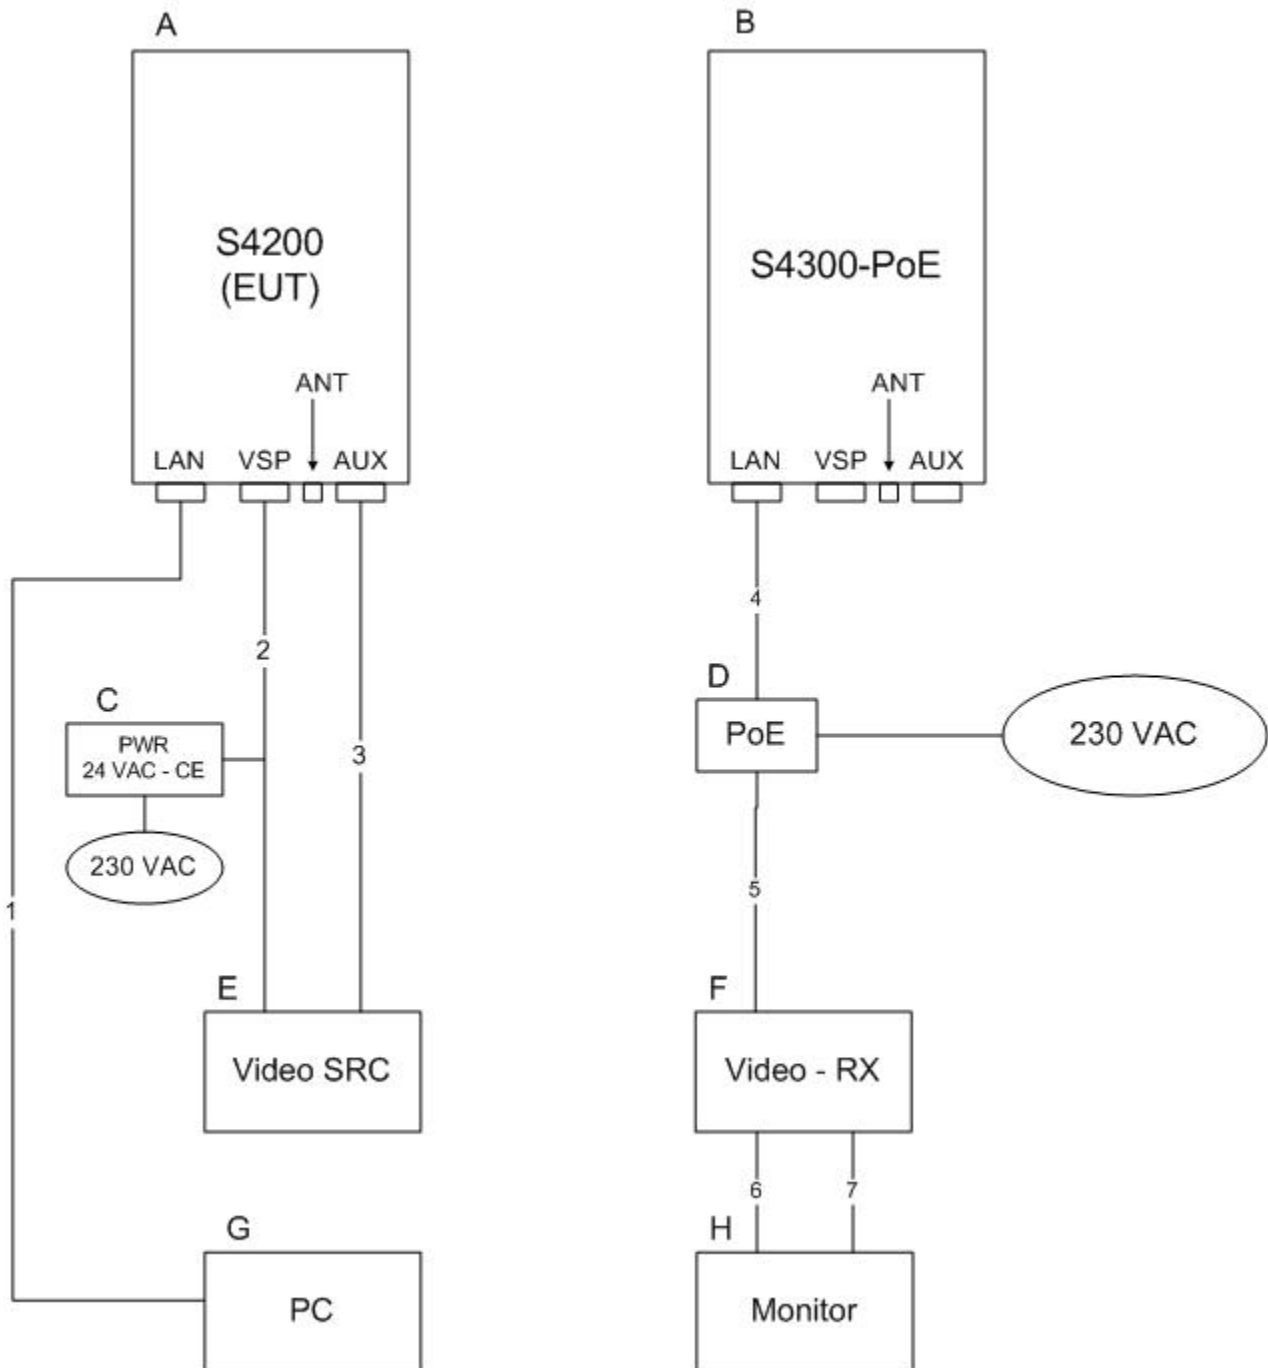 A
B
S4200
(EUT)
S4300-PoE
ANT
ANT
LAN
VSP
AUX
LAN
VSP
AUX
4
2
D
C
PoE
230 VAC
PWR
24 VAC - CE
3
230 VAC
5
1
E
F
Video SRC
Video - RX
6
7
G
H
PC
Monitor